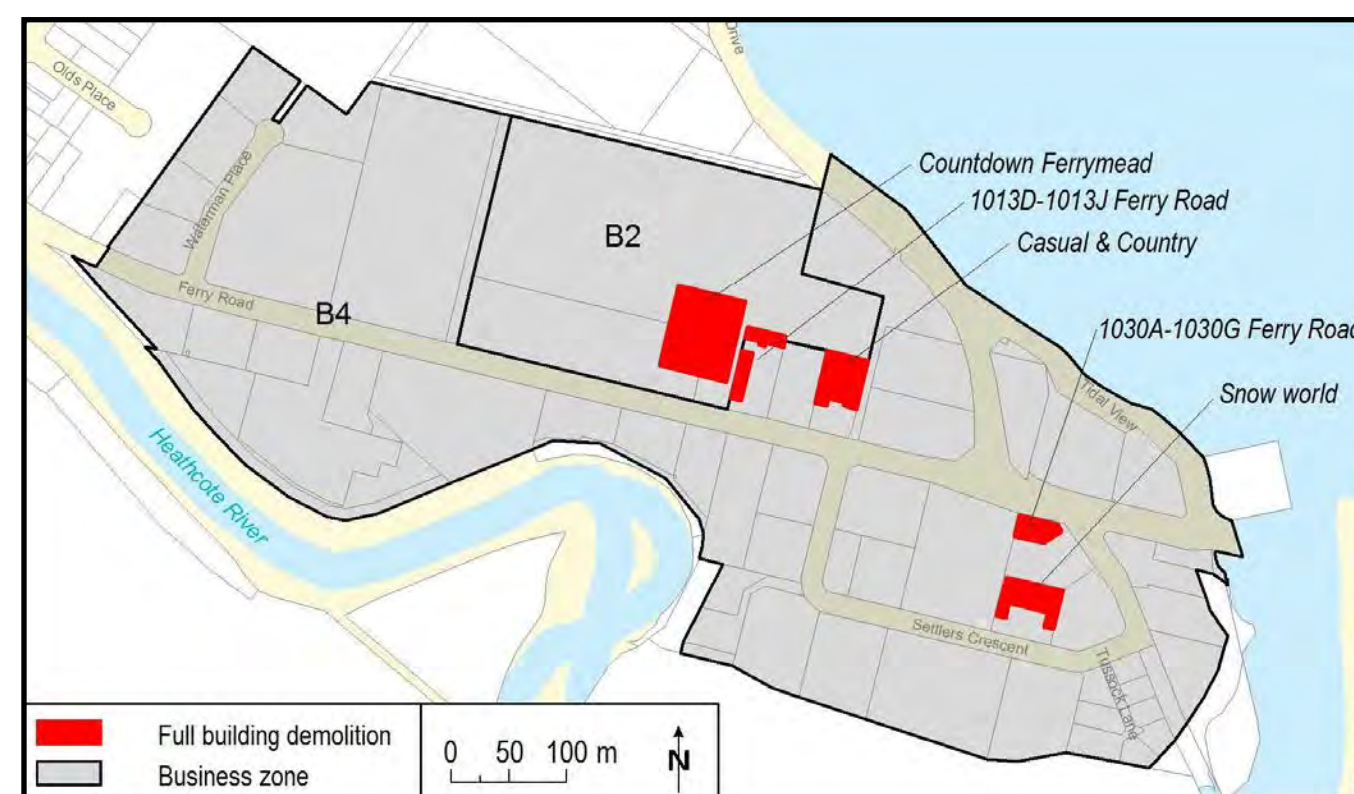 Olds Place
Drive
Waterman Place
Countdown Ferrymead
1013D-1013J Ferry Road
Casual & Country
B2
Ferry Road
B4
1030A-1030G Ferry Road
Snow world
Tidal View
Heathcote River
Settlers Crescent
Tussock Lane
Full building demolition
Business zone
0 50 100 m
N